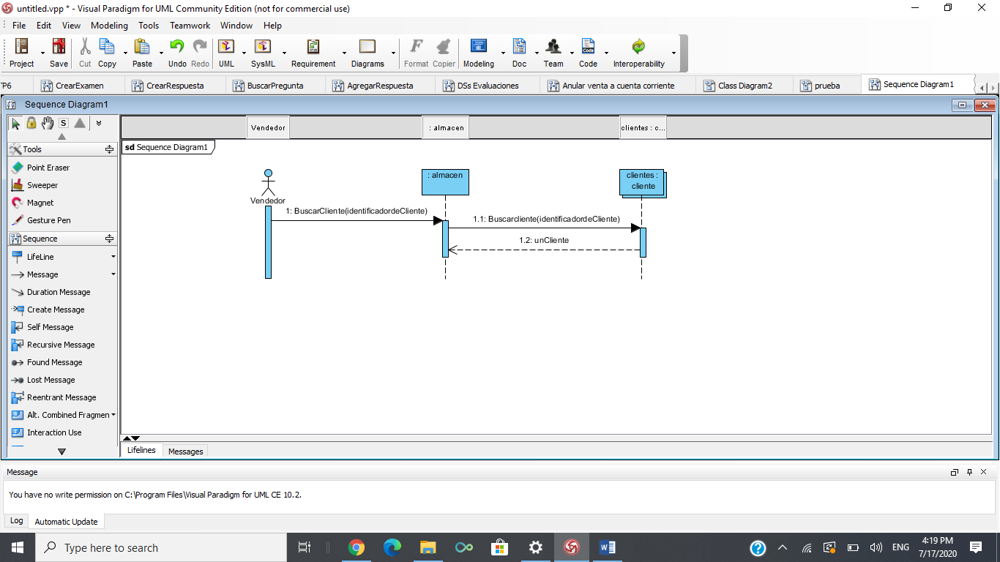 untitled.vpp * - Visual Paradigm for UML Community Edition (not for commercial use)
File Edit View Modeling Tools Teamwork Window Help
Project Save Cut Copy Paste Undo Redo UML SysML Requirement Diagrams Format Copier Modeling Doc Team Code Interoperability
P6 CrearExamen CrearRespuesta BuscarPregunta AgregarRespuesta DSs Evaluaciones Anular venta a cuenta corriente Class Diagram2 prueba Sequence Diagram1
Sequence Diagram1
S
Vendedor : almacen clientes : c...
Tools
sd Sequence Diagram1
Point Eraser
Sweeper
Magnet
Gesture Pen
Sequence
LifeLine
Message
Duration Message
Create Message
Self Message
Recursive Message
Found Message
Lost Message
Reentrant Message
Alt. Combined Fragmen
Interaction Use
: almacen
clientes :
cliente
Vendedor
1: BuscarCliente(identificadordeCliente)
1.1: Buscarcliente(identificadordeCliente)
1.2: unCliente
Lifelines Messages
Message
You have no write permission on C:\Program Files\Visual Paradigm for UML CE 10.2.
Log Automatic Update
Type here to search
ENG
4:19 PM
7/17/2020